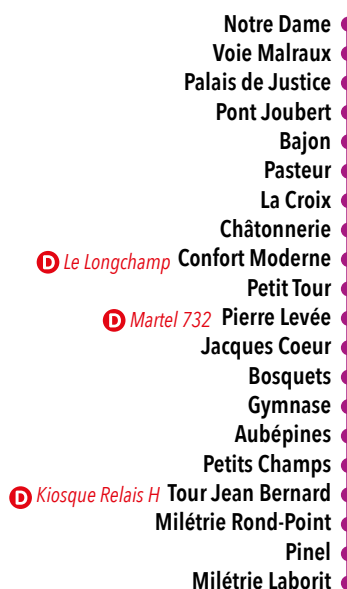 Notre Dame
Voie Malraux
Palais de Justice
Pont Joubert
Bajon
Pasteur
La Croix
Châtonnerie
D Le Longchamp Confort Moderne
Petit Tour
D Martel 732 Pierre Levée
Jacques Coeur
Bosquets
Gymnase
Aubépines
Petits Champs
D Kiosque Relais H Tour Jean Bernard
Milétrie Rond-Point
Pinel
Milétrie Laborit